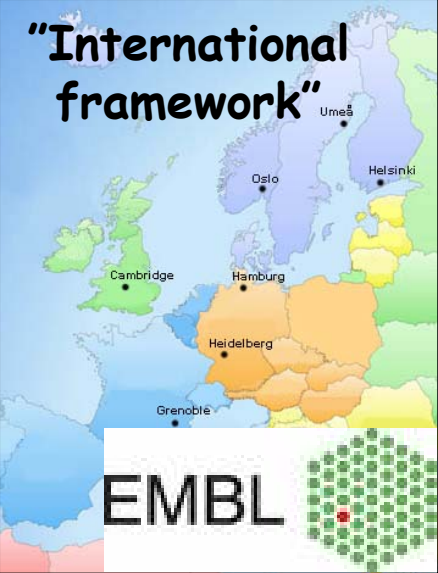 ”International
framework”
Umeå
Oslo
Helsinki
Cambridge
Hamburg
Heidelberg
Grenoble
EMBL